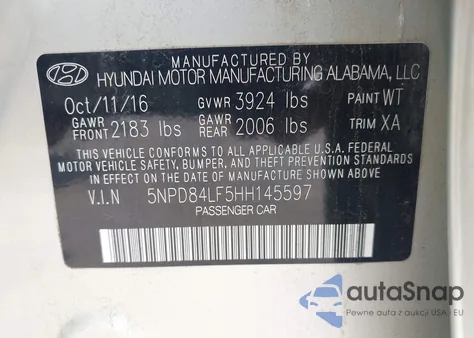 MANUFACTURED BY
HYUNDAI MOTOR MANUFACTURING ALABAMA, LLC
Oct/11/16 GVWR 3924 lbs PAINT WT
GAWR FRONT 2183 lbs GAWR REAR 2006 lbs TRIM XA
THIS VEHICLE CONFORMS TO ALL APPLICABLE U.S.A. FEDERAL
MOTOR VEHICLE SAFETY, BUMPER, AND THEFT PREVENTION STANDARDS
IN EFFECT ON THE DATE OF MANUFACTURE SHOWN ABOVE.
V.I.N 5NPD84LF5HH145597
PASSENGER CAR
autoSnap
Pewne auta z aukcji USA i EU